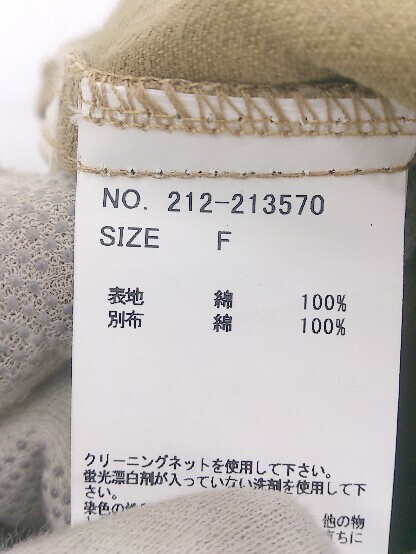 NO. 212-213570
SIZE F
表地 綿 100%
別布 綿 100%
クリーニングネットを使用して下さい。
蛍光漂白剤が入っていない洗剤を使用して下
さい。
染色の 他の物